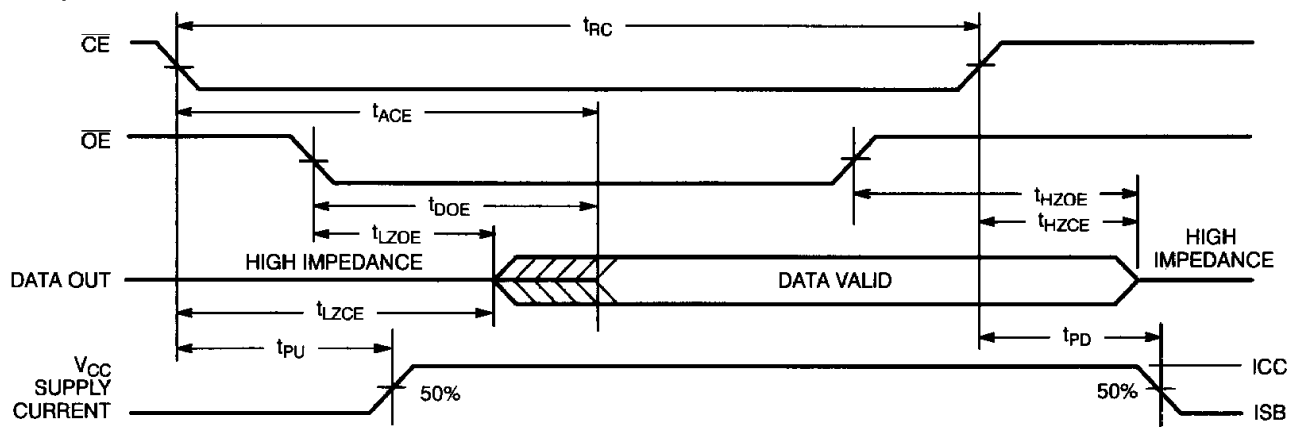 tRC
CE
tACE
OE
tHZOE
tDOE
tHZCE
tLZOE
HIGH IMPEDANCE
HIGH
IMPEDANCE
DATA OUT
DATA VALID
tLZCE
tPU
tPD
VCC
SUPPLY
CURRENT
50%
50%
ICC
ISB